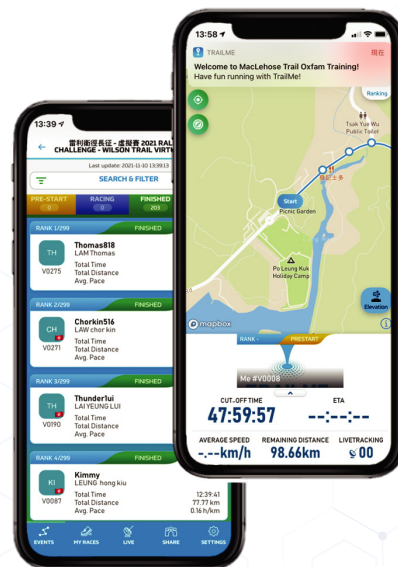 13:58
TRAILME
現在
Welcome to MacLehose Trail Oxfam Training!
Have fun running with TrailMe!
Ranking
Tsak Yue Wu
Public Toilet
Start
Picnic Garden
Po Leung Kuk
Holiday Camp
Elevation
mapbox
RANK -
PRESTART
Me #V0008
CUT-OFF TIME
ETA
47:59:57
--:--:--
AVERAGE SPEED
REMAINING DISTANCE
LIVETRACKING
-.--km/h
98.66km
00
13:39
雷利衛徑長征 - 虛擬賽 2021 RAL
CHALLENGE - WILSON TRAIL VIRTU
Last update: 2021-11-10 13:39:13
SEARCH & FILTER
PRE-START
0
RACING
0
FINISHED
203
RANK 1/299
FINISHED
TH
V0275
Thomas818
LAM Thomas
Total Time
Total Distance
Avg. Pace
RANK 2/299
FINISHED
CH
V0271
Chorkin516
LAW chor kin
Total Time
Total Distance
Avg. Pace
RANK 3/299
FINISHED
TH
V0190
Thunder1ui
LAI YEUNG LUI
Total Time
Total Distance
Avg. Pace
RANK 4/299
FINISHED
KI
V0087
Kimmy
LEUNG hong kiu
Total Time
12:39:41
Total Distance
77.77 km
Avg. Pace
0.16 h/km
EVENTS
MY RACES
LIVE
SHARE
SETTINGS